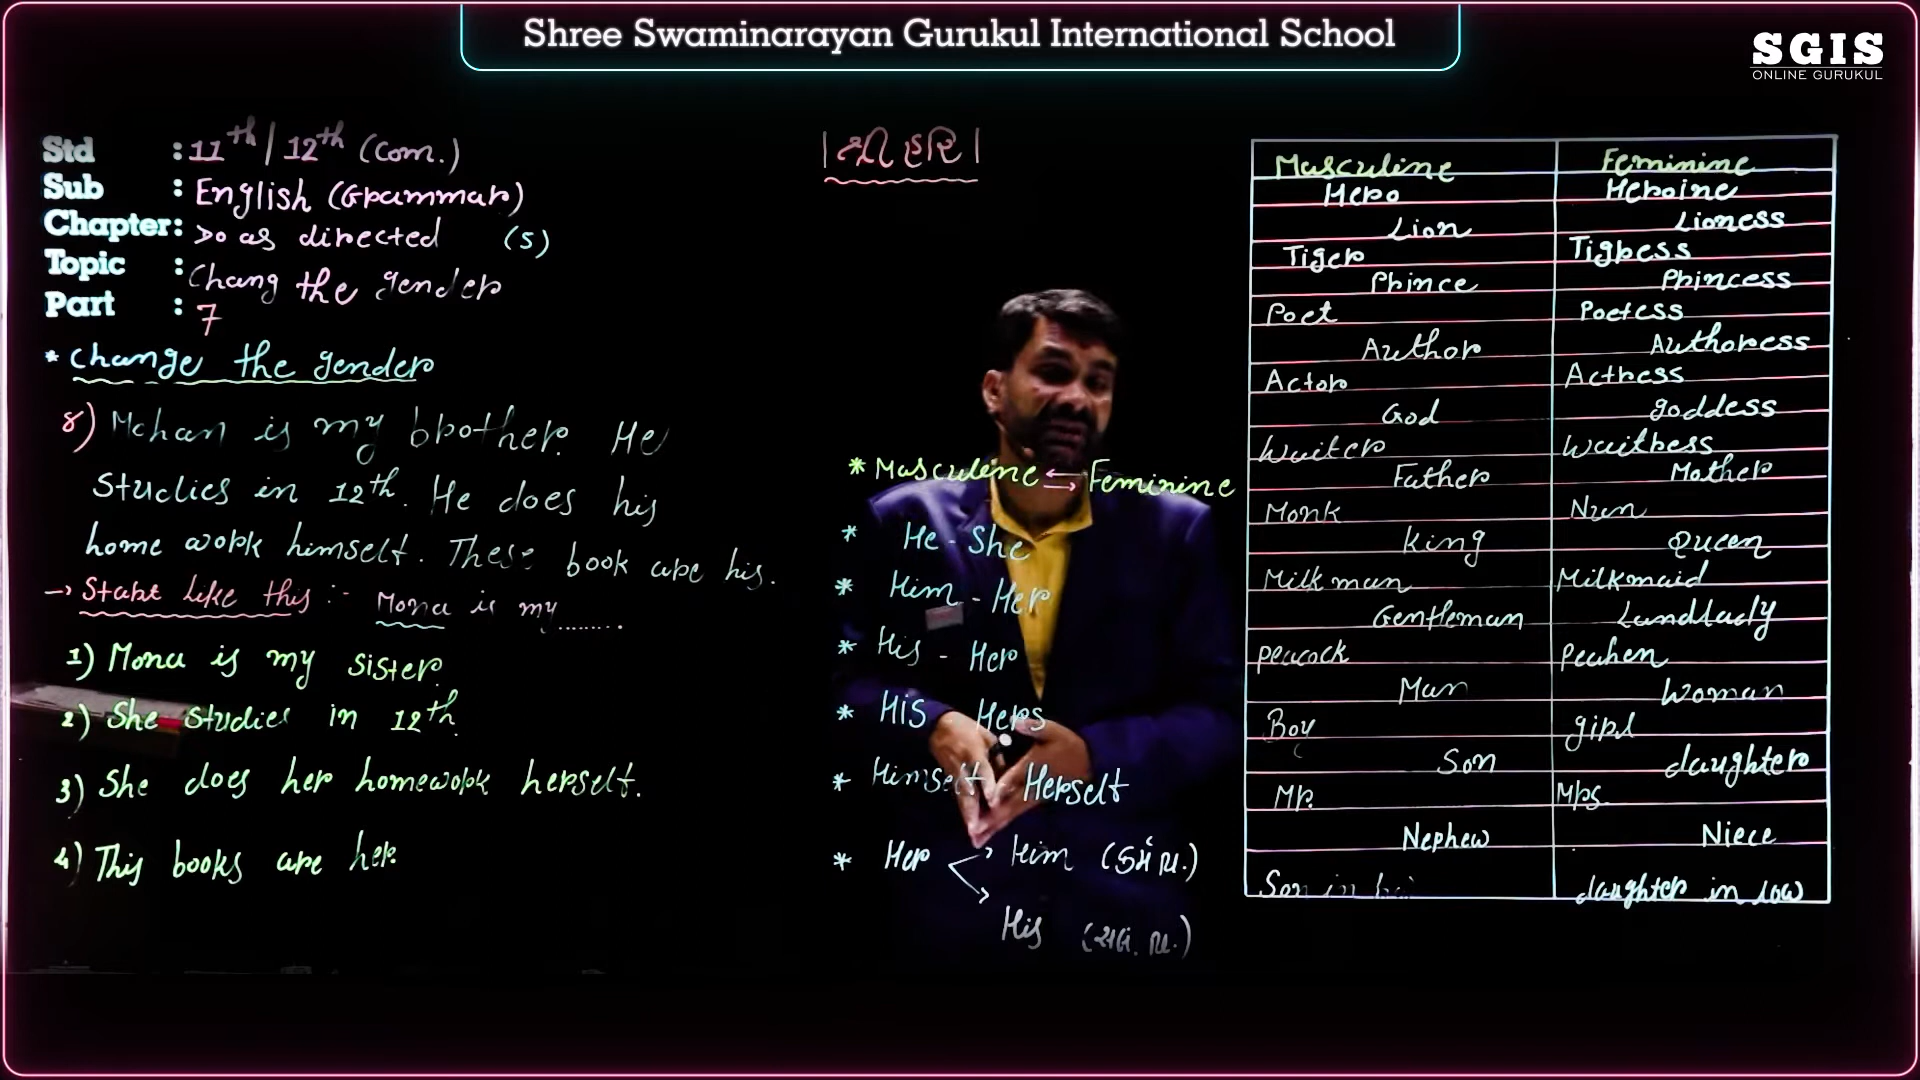 Shree Swaminarayan Gurukul International School
SGIS
ONLINE GURUKUL
Std : 11th / 12th (Com.)
Sub : English (Grammar)
Chapter: Do as directed (5)
Topic : Chang the gender
Part : 7
* Change the gender
8) Mohan is my brother. He
Studies in 12th. He does his
home work himself. These book are his.
→ Start like this :- Mona is my........
1) Mona is my sister.
2) She studies in 12th.
3) She does her homework herself.
4) This books are her
|શ્રી હરિ|
* Masculine Feminine
* He - She
* Him - Her
* His - Her
* His - Hers
* Himself Herself
* Her Him (કર્મ વિ.)
His
Masculine Feminine
Hero Heroine
Lion Lioness
Tiger Tigress
Prince Princess
Poet Poetess
Author Authoress
Actor Actress
God goddess
Waiter Waitress
Father Mother
Monk Nun
King Queen
Milkman Milkmaid
Gentleman Landlady
peacock Peahen
Man Woman
Boy girl
Son daughter
Mr. Mrs.
Nephew Niece
Son in daughter in low